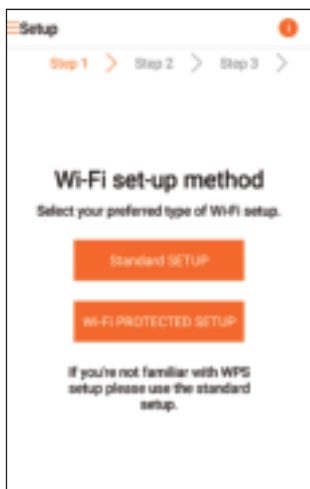 Setup
Step 1 Step 2 Step 3
Wi-Fi set-up method
Select your preferred type of Wi-Fi setup.
Standard SETUP
Wi-Fi PROTECTED SETUP
If you're not familiar with WPS
setup please use the standard
setup.